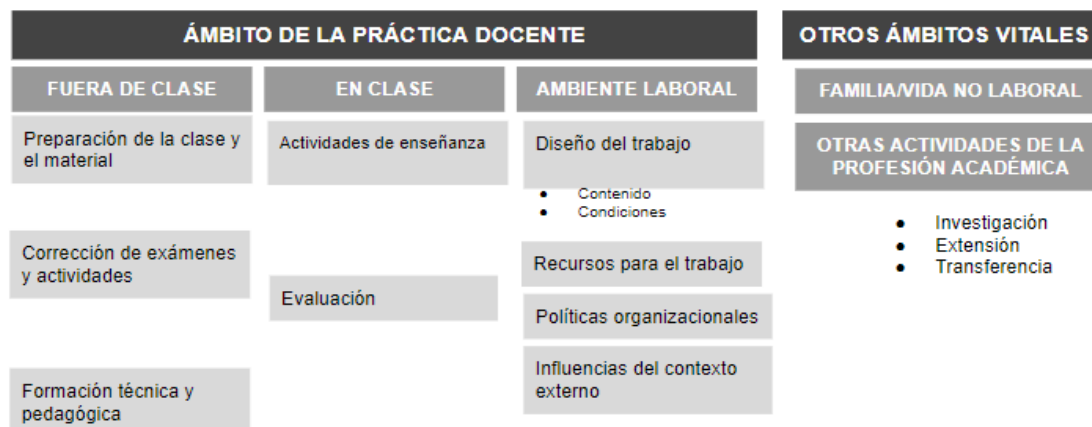 ÁMBITO DE LA PRÁCTICA DOCENTE
FUERA DE CLASE
Preparación de la clase y
el material
Corrección de exámenes
y actividades
Formación técnica y
pedagógica
EN CLASE
Actividades de enseñanza
Evaluación
AMBIENTE LABORAL
Diseño del trabajo
● Contenido
● Condiciones
Recursos para el trabajo
Políticas organizacionales
Influencias del contexto
externo
OTROS ÁMBITOS VITALES
FAMILIA/VIDA NO LABORAL
OTRAS ACTIVIDADES DE LA
PROFESIÓN ACADÉMICA
● Investigación
● Extensión
● Transferencia